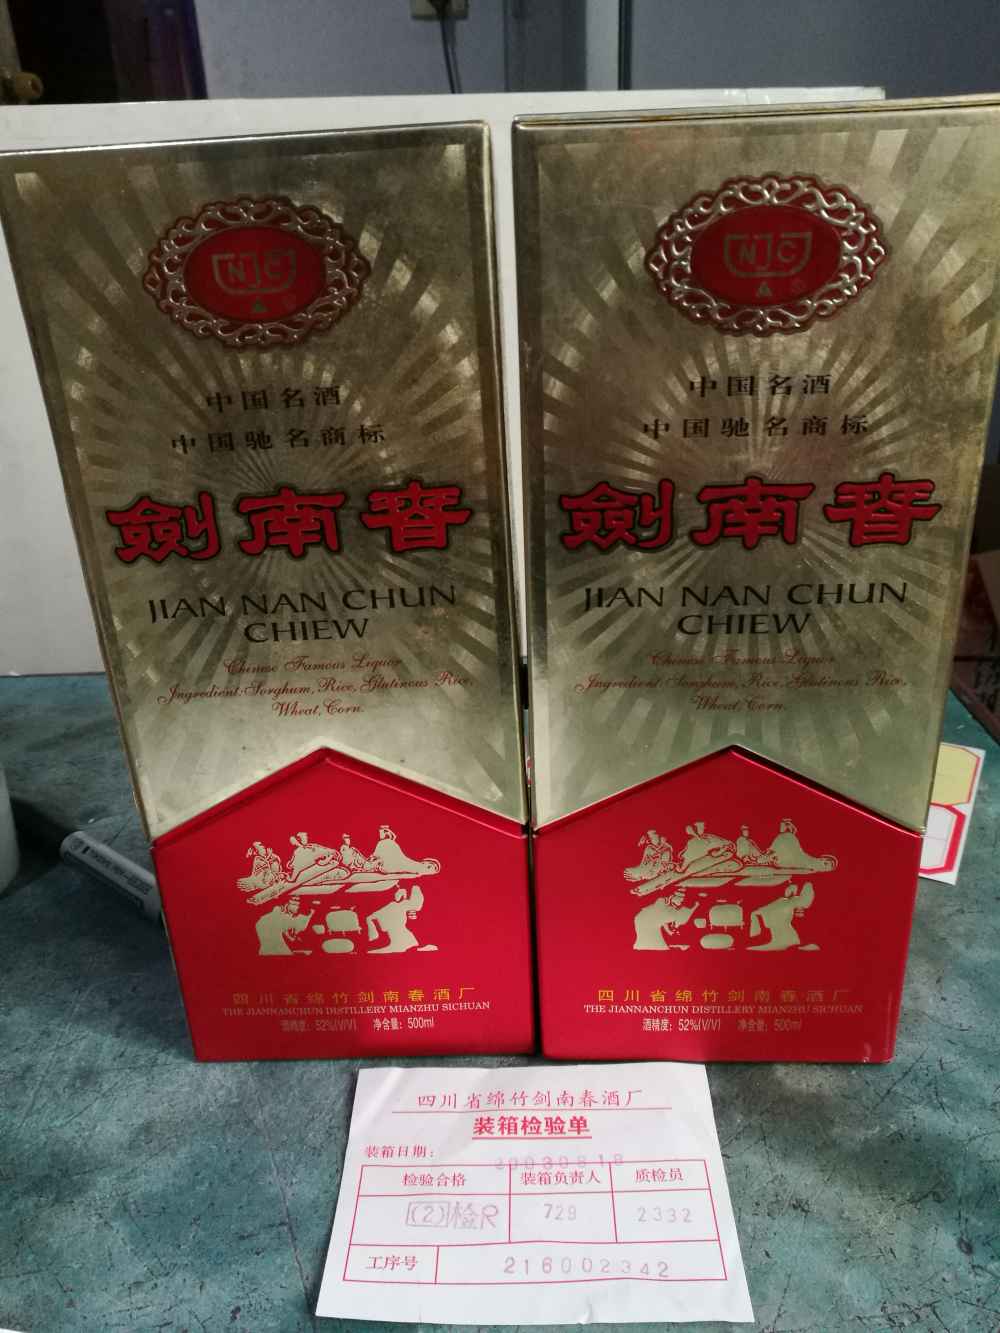 NJC
®
中国名酒
中国驰名商标
劍南春
JIAN NAN CHUN
CHIEW
Chinese Famous Liquor
Ingredient:Sorghum, Rice, Glutinous Rice,
Wheat, Corn.
四川省绵竹剑南春酒厂
THE JIANNANCHUN DISTILLERY MIANZHU SICHUAN
酒精度：52%(V/V) 净含量：500ml
NJC
®
中国名酒
中国驰名商标
劍南春
JIAN NAN CHUN
CHIEW
Chinese Famous Liquor
Ingredient:Sorghum, Rice, Glutinous Rice,
Wheat, Corn.
四川省绵竹剑南春酒厂
THE JIANNANCHUN DISTILLERY MIANZHU SICHUAN
酒精度：52%(V/V) 净含量：500ml
四川省绵竹剑南春酒厂
装箱检验单
装箱日期：
20030818
检验合格 装箱负责人 质检员
(2)检R 729 2332
工序号 216002342